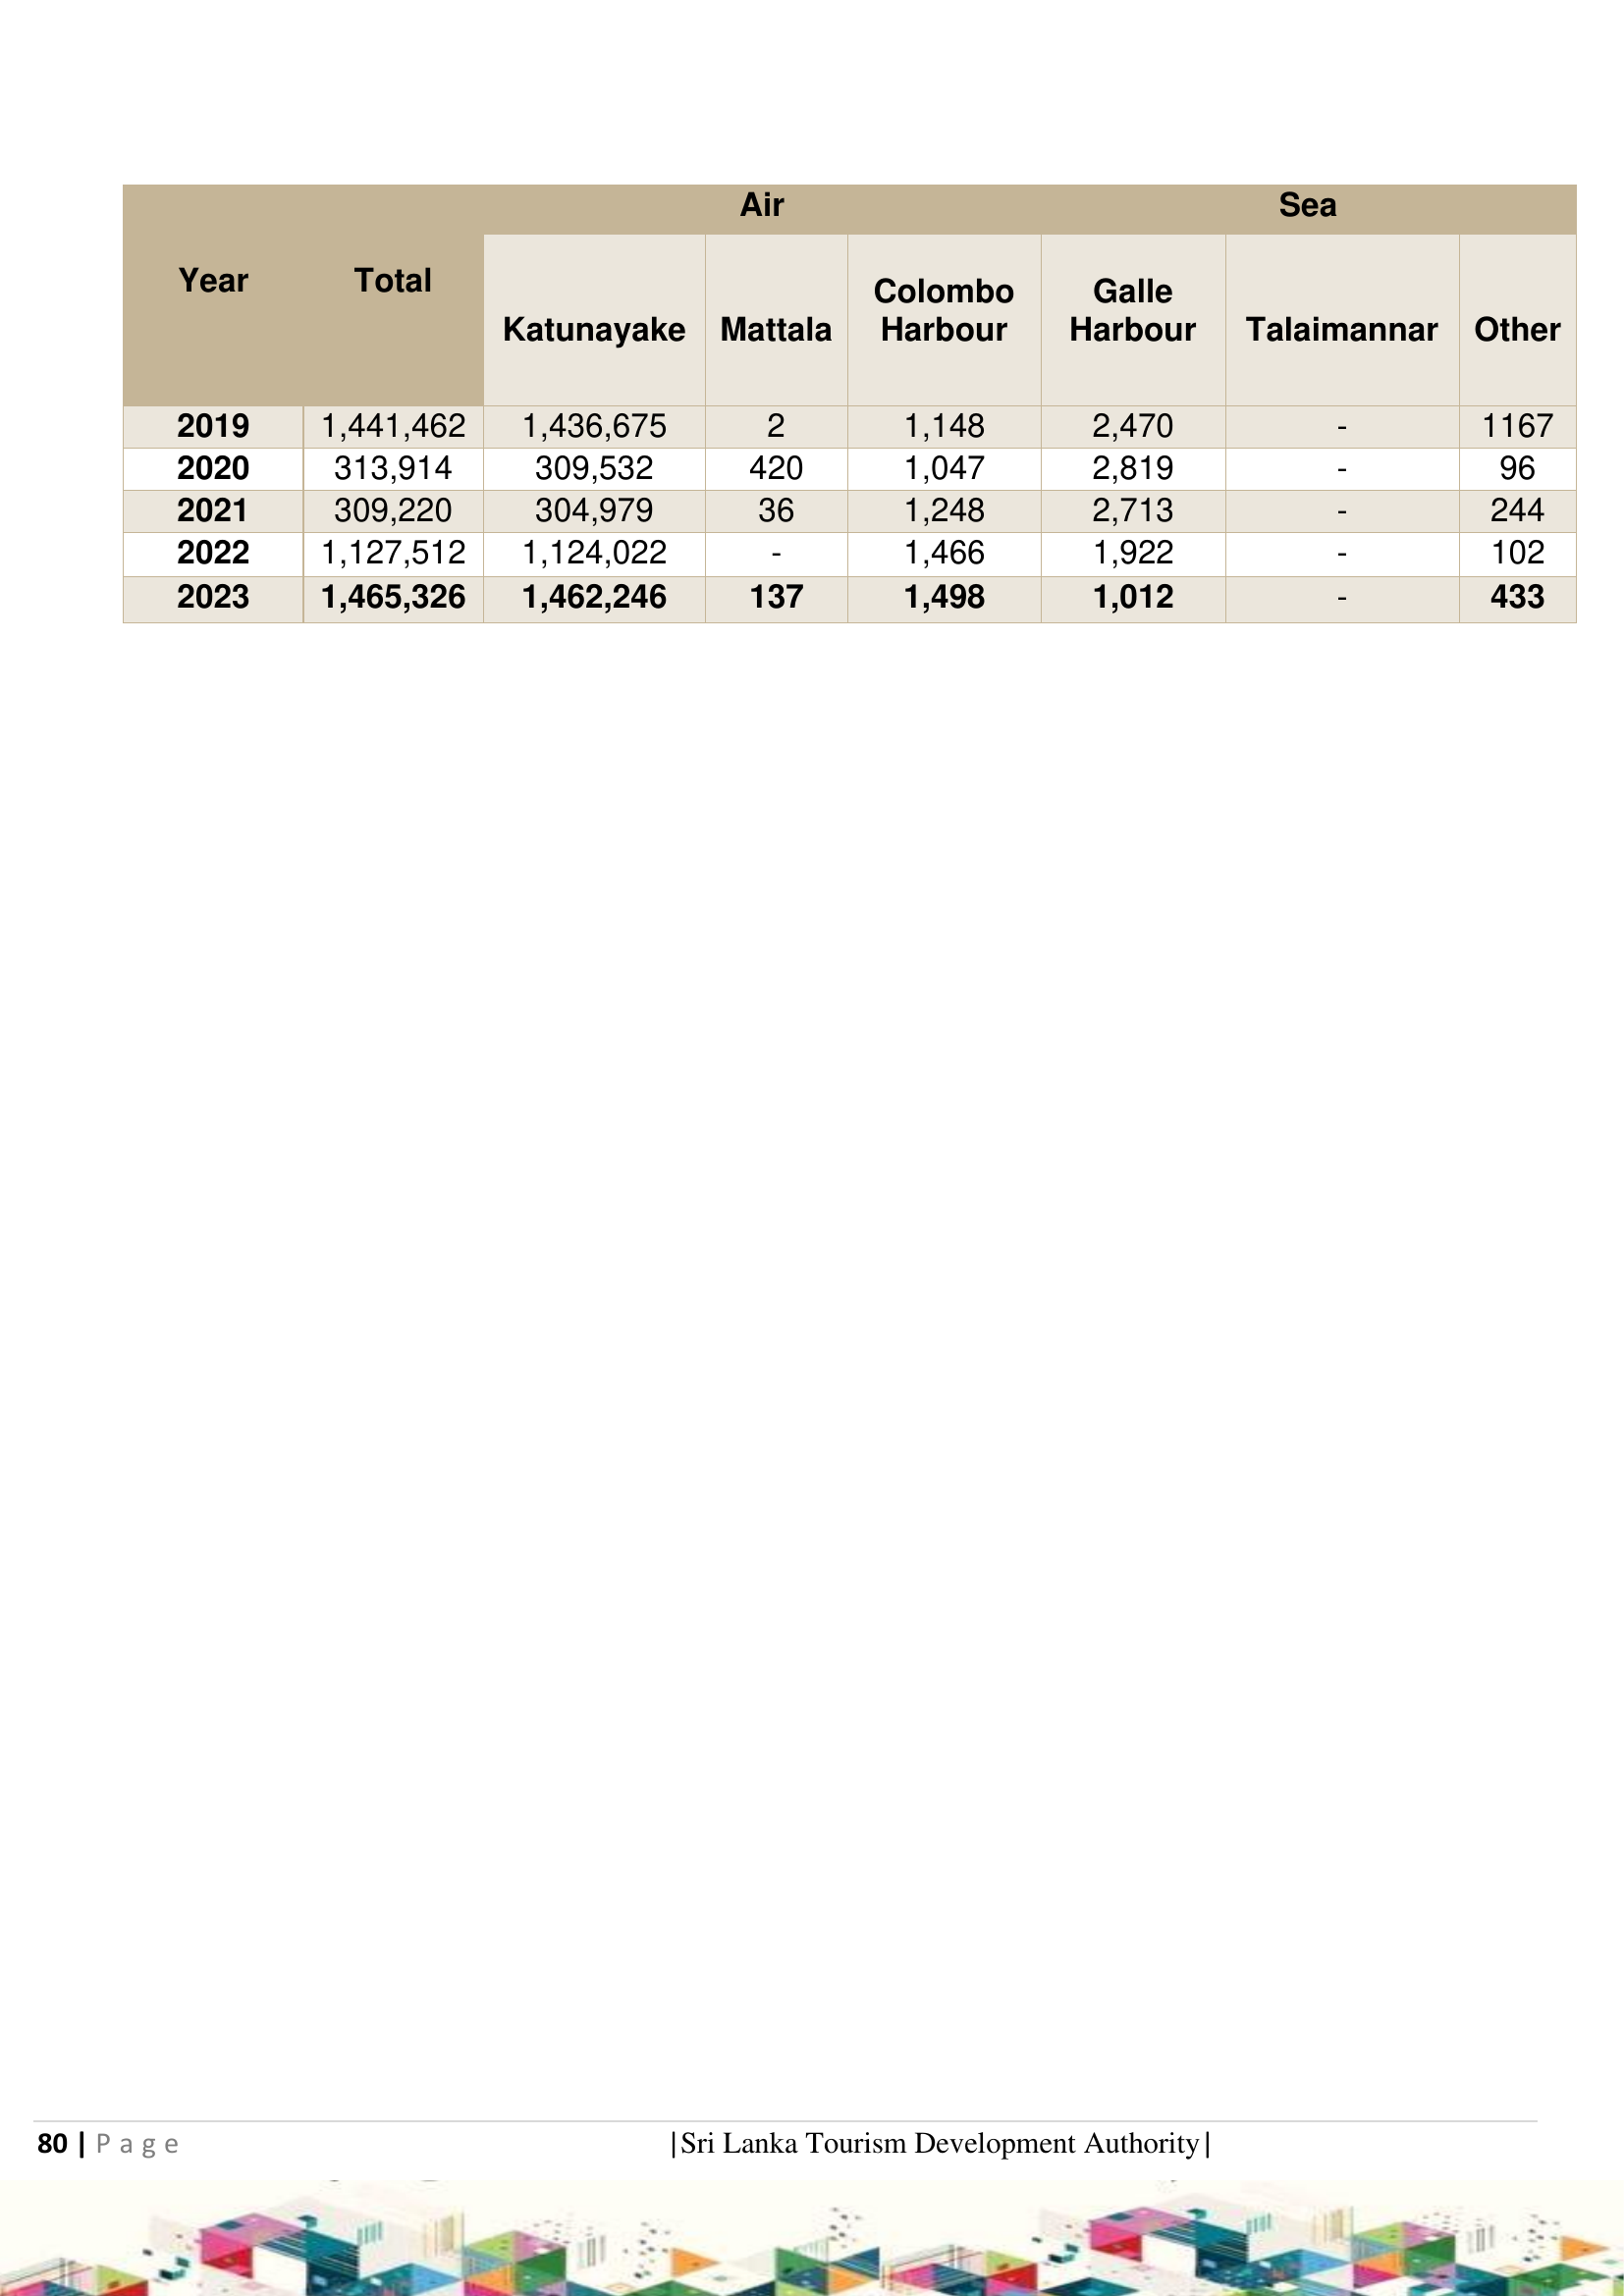 Air Sea
Year Total Katunayake Mattala Colombo Harbour Galle Harbour Talaimannar Other
2019 1,441,462 1,436,675 2 1,148 2,470 - 1167
2020 313,914 309,532 420 1,047 2,819 - 96
2021 309,220 304,979 36 1,248 2,713 - 244
2022 1,127,512 1,124,022 - 1,466 1,922 - 102
2023 1,465,326 1,462,246 137 1,498 1,012 - 433
80 | Page |Sri Lanka Tourism Development Authority|